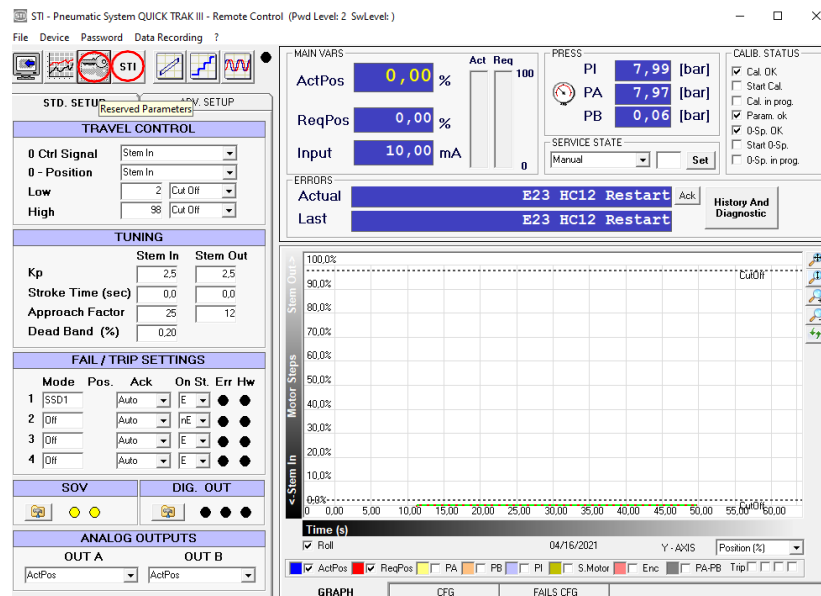 STI - Pneumatic System QUICK TRAK III - Remote Control (Pwd Level: 2 SwLevel: )
File Device Password Data Recording ?
STI
STD. SETUP
V. SETUP
Reserved Parameters
TRAVEL CONTROL
0 Ctrl Signal Stem In
0 - Position Stem In
Low 2 Cut Off
High 98 Cut Off
TUNING
Stem In Stem Out
Kp 2,5 2,5
Stroke Time (sec) 0,0 0,0
Approach Factor 25 12
Dead Band (%) 0,20
FAIL / TRIP SETTINGS
Mode Pos. Ack On St. Err Hw
1 SSD1 Auto E
2 Off Auto nE
3 Off Auto E
4 Off Auto E
SOV DIG. OUT
ANALOG OUTPUTS
OUT A OUT B
ActPos ActPos
MAIN VARS
ActPos 0,00 %
ReqPos 0,00 %
Input 10,00 mA
Act Req
100
0
PRESS
PI 7,99 [bar]
PA 7,97 [bar]
PB 0,06 [bar]
SERVICE STATE
Manual Set
CALIB. STATUS
Cal. OK
Start Cal.
Cal. in prog.
Param. ok
0-Sp. OK
Start 0-Sp.
0-Sp. in prog.
ERRORS
Actual E23 HC12 Restart Ack
Last E23 HC12 Restart
History And
Diagnostic
<-Stem In Motor Steps Stem Out->
100,0%
CutOff
90,0%
80,0%
70,0%
60,0%
50,0%
40,0%
30,0%
20,0%
10,0%
0,0%
CutOff
0 0,00 5,00 10,00 15,00 20,00 25,00 30,00 35,00 40,00 45,00 50,00 55,00 60,00
Time (s)
Roll 04/16/2021 Y - AXIS Position (%)
ActPos ReqPos PA PB PI S.Motor Enc PA-PB Trip
GRAPH CFG FAILS CFG